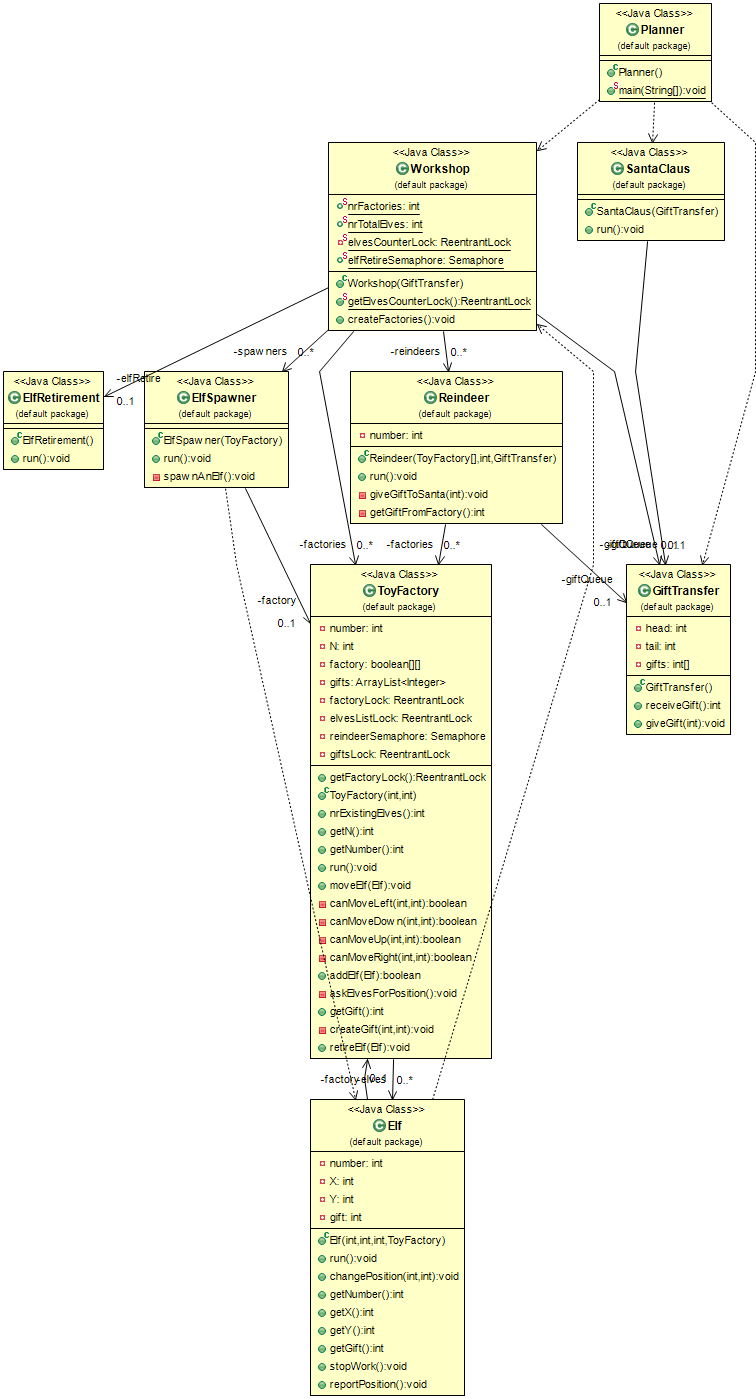 <<Java Class>>
Planner
(default package)
Planner()
main(String[]):void
<<Java Class>>
Workshop
(default package)
nrFactories: int
nrTotalElves: int
elvesCounterLock: ReentrantLock
elfRetireSemaphore: Semaphore
Workshop(GiftTransfer)
getElvesCounterLock():ReentrantLock
createFactories():void
<<Java Class>>
SantaClaus
(default package)
SantaClaus(GiftTransfer)
run():void
-elfRetire
0..1
-spawners 0..*
-reindeers 0..*
<<Java Class>>
ElfRetirement
(default package)
ElfRetirement()
run():void
<<Java Class>>
ElfSpawner
(default package)
ElfSpawner(ToyFactory)
run():void
spawnAnElf():void
<<Java Class>>
Reindeer
(default package)
number: int
Reindeer(ToyFactory[],int,GiftTransfer)
run():void
giveGiftToSanta(int):void
getGiftFromFactory():int
-factories 0..*
-factories 0..*
-giftQueue
0..1
-factory
0..1
<<Java Class>>
ToyFactory
(default package)
number: int
N: int
factory: boolean[][]
gifts: ArrayList<Integer>
factoryLock: ReentrantLock
elvesListLock: ReentrantLock
reindeerSemaphore: Semaphore
giftsLock: ReentrantLock
getFactoryLock():ReentrantLock
ToyFactory(int,int)
nrExistingElves():int
getN():int
getNumber():int
run():void
moveElf(Elf):void
canMoveLeft(int,int):boolean
canMoveDown(int,int):boolean
canMoveUp(int,int):boolean
canMoveRight(int,int):boolean
addElf(Elf):boolean
askElvesForPosition():void
getGift():int
createGift(int,int):void
retireElf(Elf):void
<<Java Class>>
GiftTransfer
(default package)
head: int
tail: int
gifts: int[]
GiftTransfer()
receiveGift():int
giveGift(int):void
-factory
0..1
-elves
0..*
<<Java Class>>
Elf
(default package)
number: int
X: int
Y: int
gift: int
Elf(int,int,int,ToyFactory)
run():void
changePosition(int,int):void
getNumber():int
getX():int
getY():int
getGift():int
stopWork():void
reportPosition():void